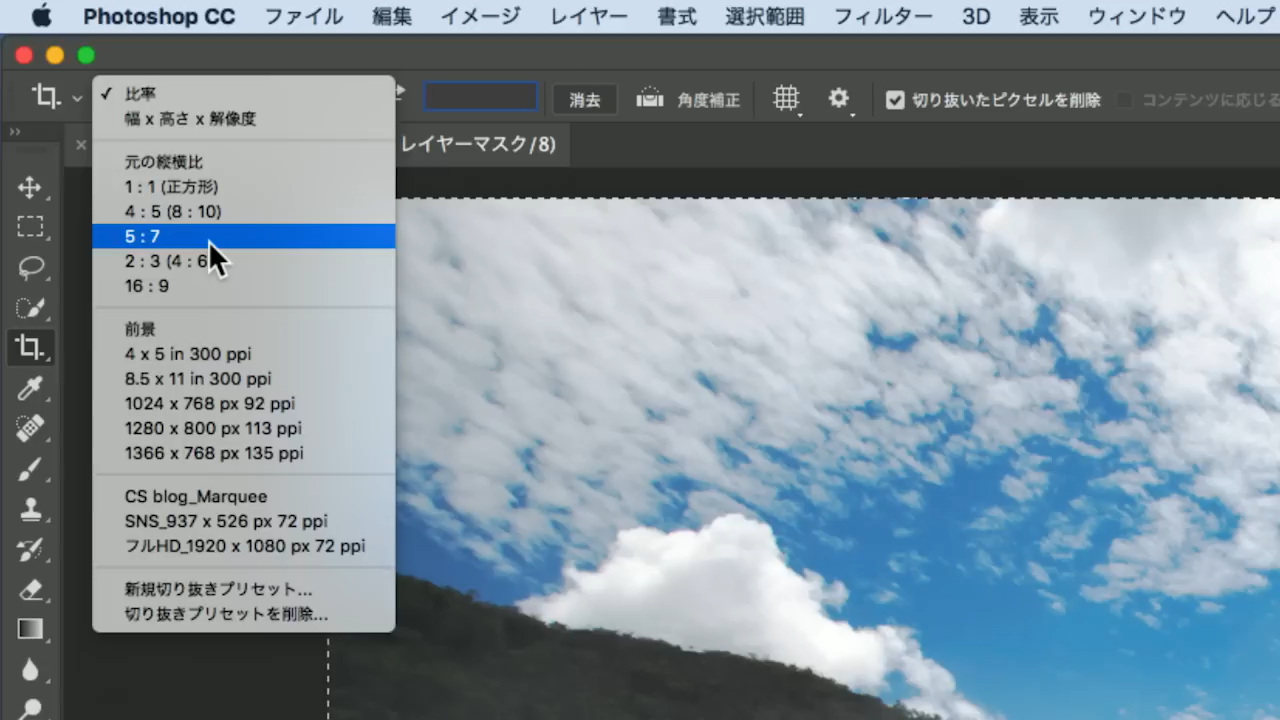 Photoshop CC ファイル 編集 イメージ レイヤー 書式 選択範囲 フィルター 3D 表示 ウィンドウ ヘルプ
消去 角度補正 切り抜いたピクセルを削除 コンテンツに応じる
レイヤーマスク/8)
✓ 比率
幅 x 高さ x 解像度
元の縦横比
1 : 1 (正方形)
4 : 5 (8 : 10)
5 : 7
2 : 3 (4 : 6
16 : 9
前景
4 x 5 in 300 ppi
8.5 x 11 in 300 ppi
1024 x 768 px 92 ppi
1280 x 800 px 113 ppi
1366 x 768 px 135 ppi
CS blog_Marquee
SNS_937 x 526 px 72 ppi
フルHD_1920 x 1080 px 72 ppi
新規切り抜きプリセット...
切り抜きプリセットを削除...